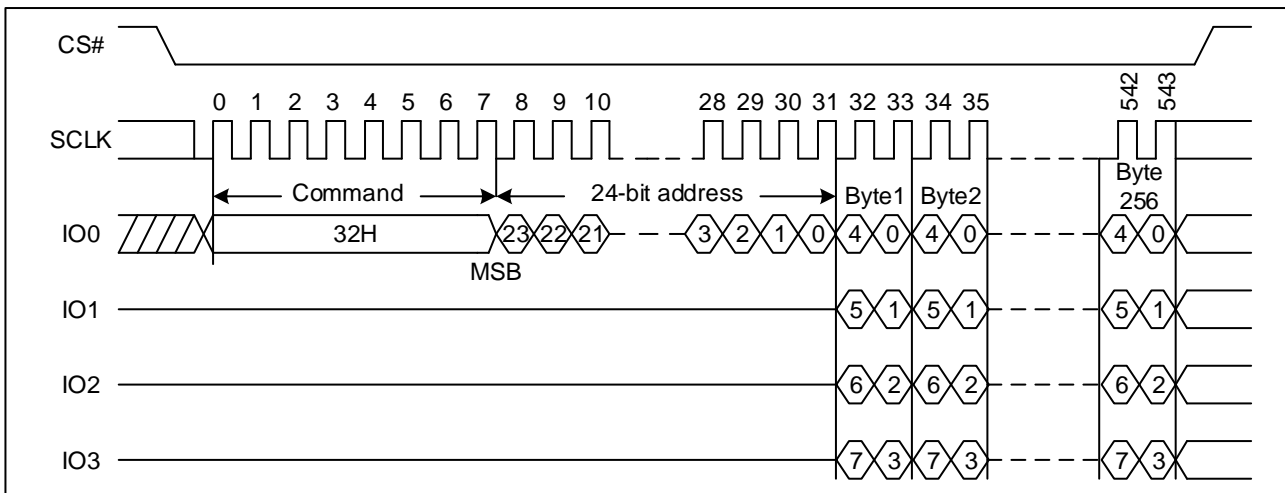 CS#
542
543
0 1 2 3 4 5 6 7 8 9 10 28 29 30 31 32 33 34 35
SCLK
Command 24-bit address Byte1 Byte2 Byte
256
IO0 32H 23 22 21 3 2 1 0 4 0 4 0 4 0
MSB
IO1 5 1 5 1 5 1
IO2 6 2 6 2 6 2
IO3 7 3 7 3 7 3